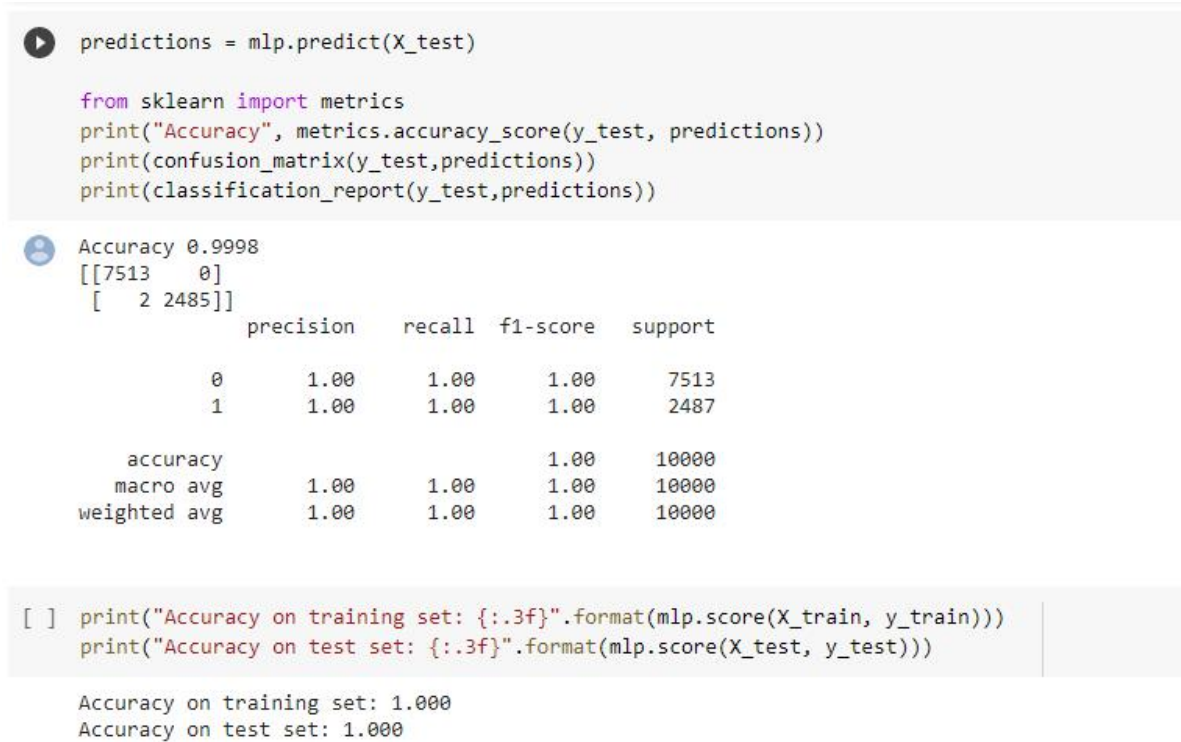 predictions = mlp.predict(X_test)
from sklearn import metrics
print("Accuracy", metrics.accuracy_score(y_test, predictions))
print(confusion_matrix(y_test,predictions))
print(classification_report(y_test,predictions))
Accuracy 0.9998
[[7513    0]
 [   2 2485]]
              precision    recall  f1-score   support
           0       1.00      1.00      1.00      7513
           1       1.00      1.00      1.00      2487
    accuracy                           1.00     10000
   macro avg       1.00      1.00      1.00     10000
weighted avg       1.00      1.00      1.00     10000
[ ] print("Accuracy on training set: {:.3f}".format(mlp.score(X_train, y_train)))
print("Accuracy on test set: {:.3f}".format(mlp.score(X_test, y_test)))
Accuracy on training set: 1.000
Accuracy on test set: 1.000